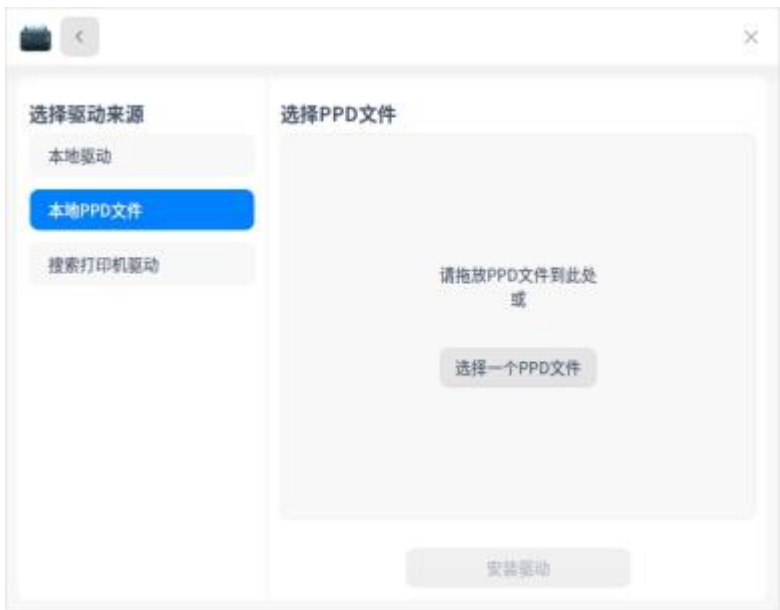 选择驱动来源
本地驱动
本地PPD文件
搜索打印机驱动
选择PPD文件
请拖放PPD文件到此处
或
选择一个PPD文件
安装驱动